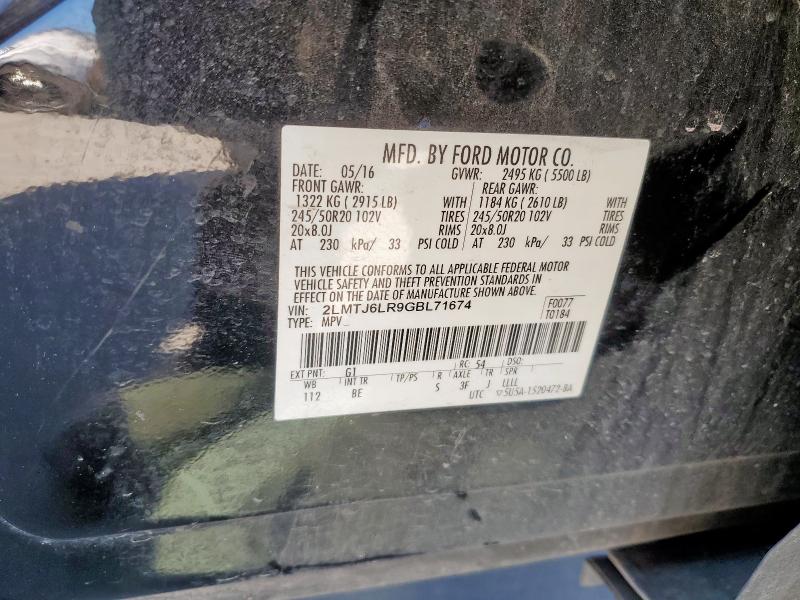 MFD. BY FORD MOTOR CO.
DATE: 05/16 GVWR: 2495 KG ( 5500 LB)
FRONT GAWR: REAR GAWR:
1322 KG ( 2915 LB) WITH 1184 KG ( 2610 LB) WITH
245/50R20 102V TIRES 245/50R20 102V TIRES
20x8.0J RIMS 20x8.0J RIMS
AT 230 kPa/ 33 PSI COLD AT 230 kPa/ 33 PSI COLD
THIS VEHICLE CONFORMS TO ALL APPLICABLE FEDERAL MOTOR
VEHICLE SAFETY AND THEFT PREVENTION STANDARDS IN
EFFECT ON THE DATE OF MANUFACTURE SHOWN ABOVE.
VIN: 2LMTJ6LR9GBL71674 F0077
TYPE: MPV T0184
EXT PNT: G1 RC: 54 DSO:
WB INT TR TP/PS R AXLE TR SPR
112 BE S 3F J LLLL
UTC 5U5A-1520472-BA